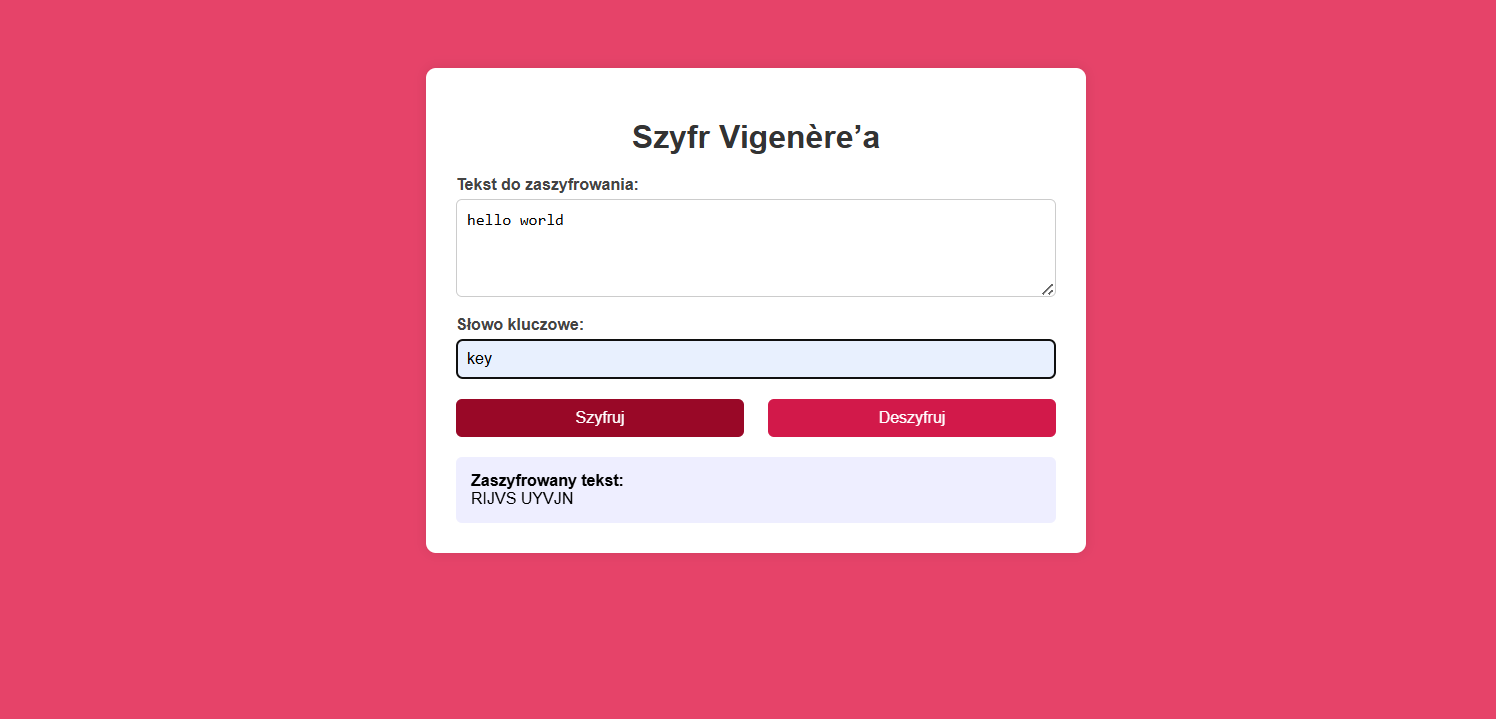 Szyfr Vigenère’a
Tekst do zaszyfrowania:
hello world
Słowo kluczowe:
key
Szyfruj
Deszyfruj
Zaszyfrowany tekst:
RIJVS UYVJN